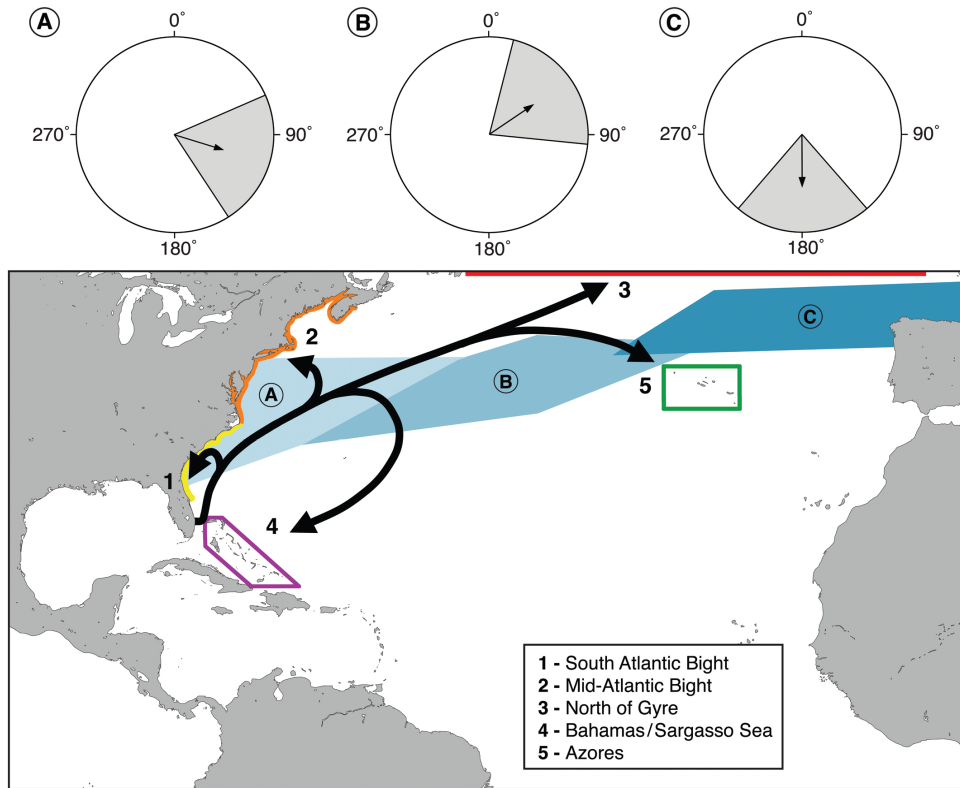 A
0°
270°
90°
180°
B
0°
270°
90°
180°
C
0°
270°
90°
180°
3
C
2
A
B
5
1
4
1 - South Atlantic Bight
2 - Mid-Atlantic Bight
3 - North of Gyre
4 - Bahamas/Sargasso Sea
5 - Azores